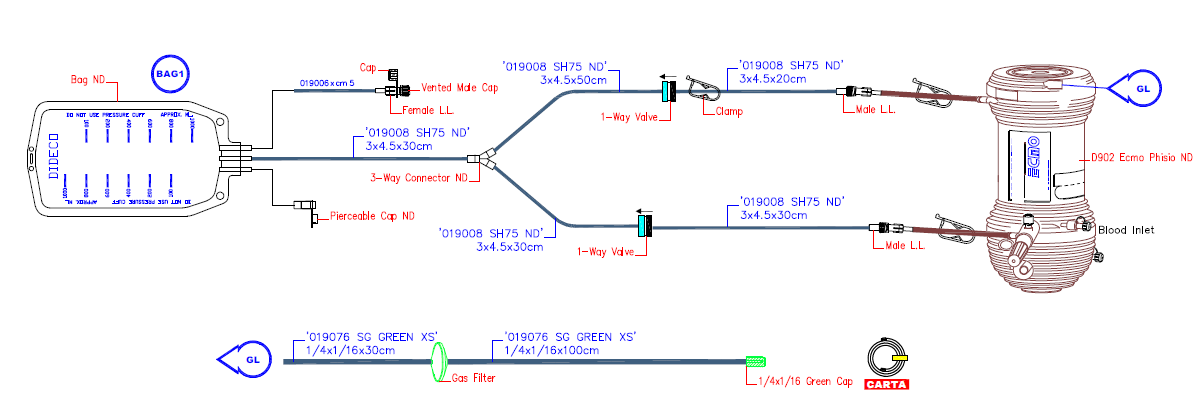 Bag ND
BAG1
DO NOT USE PRESSURE CUFF
APPROX. ML
DIDECO
DO NOT USE PRESSURE CUFF
APPROX. ML
019006xcm 5
Cap
Vented Male Cap
Female L.L.
'019008 SH75 ND'
3x4.5x30cm
3-Way Connector ND
Pierceable Cap ND
'019008 SH75 ND'
3x4.5x50cm
1-Way Valve
Clamp
'019008 SH75 ND'
3x4.5x20cm
Male L.L.
GL
ECMO
D902 Ecmo Phisio ND
'019008 SH75 ND'
3x4.5x30cm
1-Way Valve
'019008 SH75 ND'
3x4.5x30cm
Male L.L.
Blood Inlet
GL
'019076 SG GREEN XS'
1/4x1/16x30cm
Gas Filter
'019076 SG GREEN XS'
1/4x1/16x100cm
1/4x1/16 Green Cap
CARTA